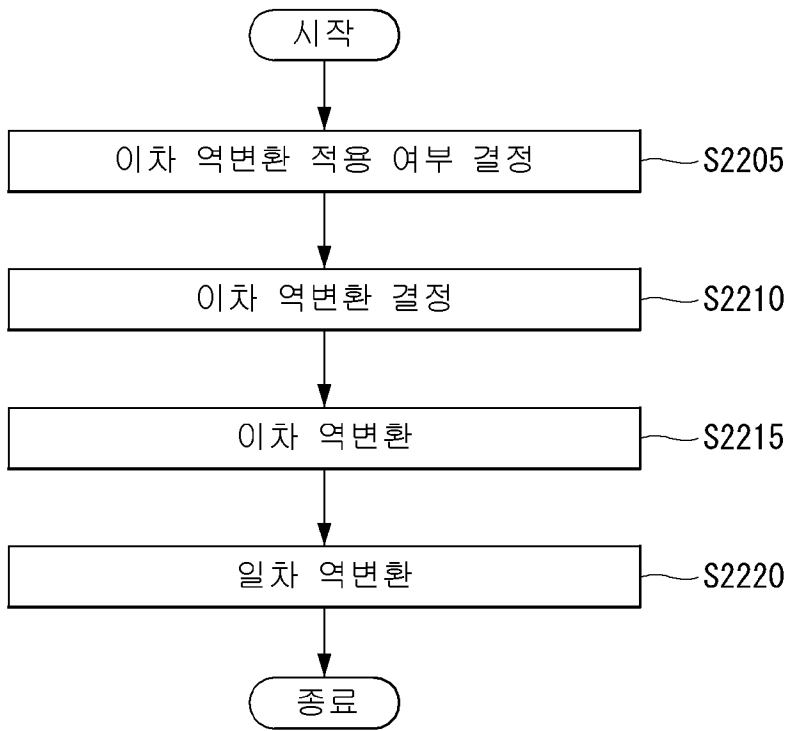 시작
이차 역변환 적용 여부 결정
S2205
이차 역변환 결정
S2210
이차 역변환
S2215
일차 역변환
S2220
종료